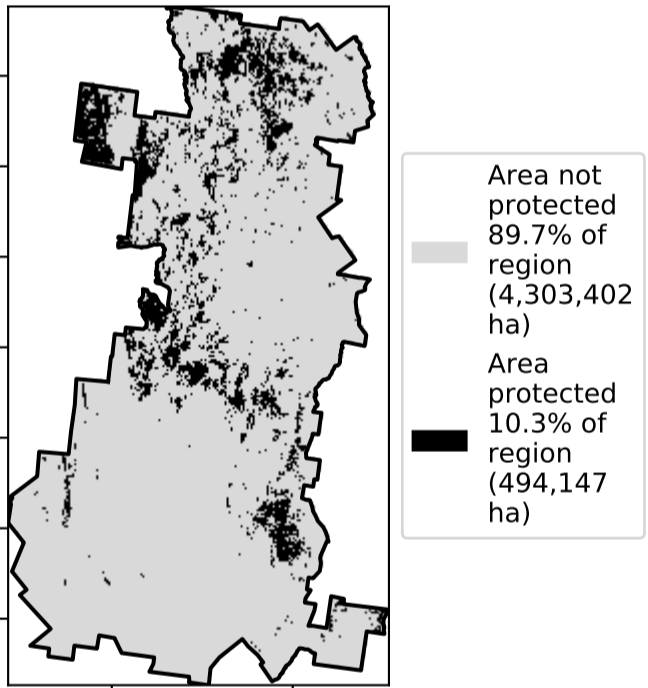 Area not
protected
89.7% of
region
(4,303,402
ha)
Area
protected
10.3% of
region
(494,147
ha)